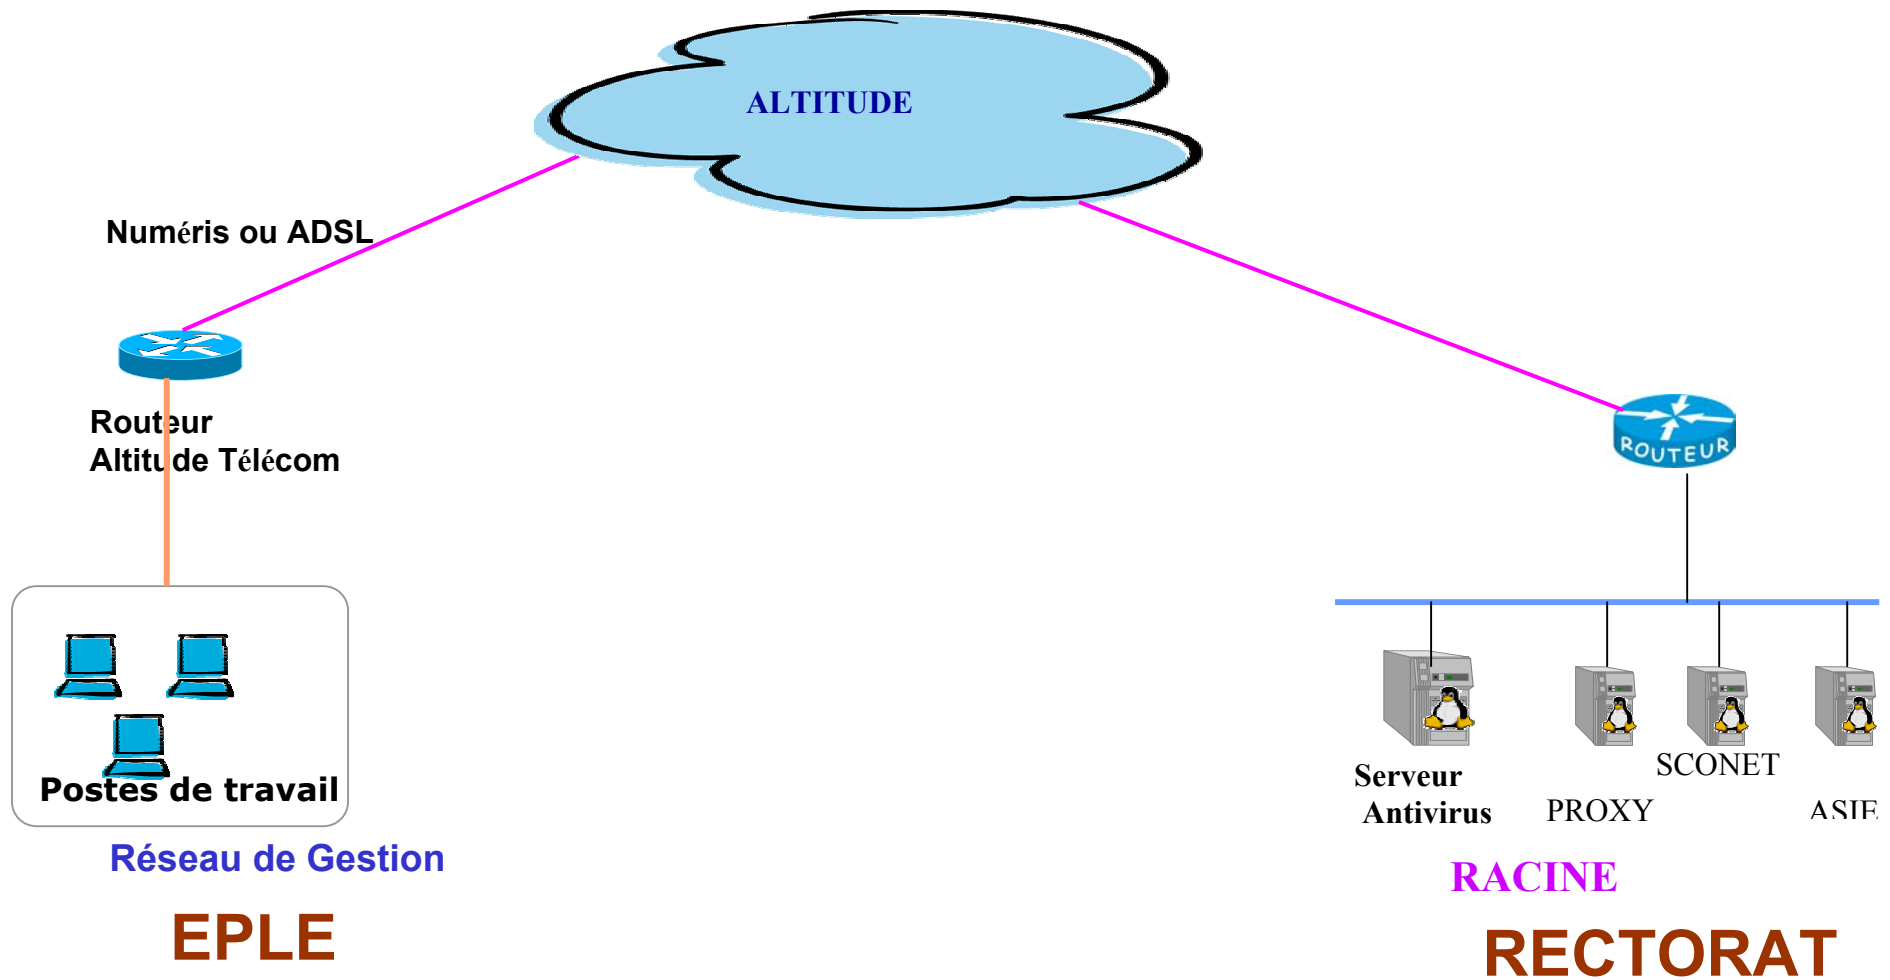 ALTITUDE
Numéris ou ADSL
Routeur
Altitude Télécom
ROUTEUR
Postes de travail
Réseau de Gestion
EPLE
Serveur
Antivirus
PROXY
SCONET
ASIE
RACINE
RECTORAT